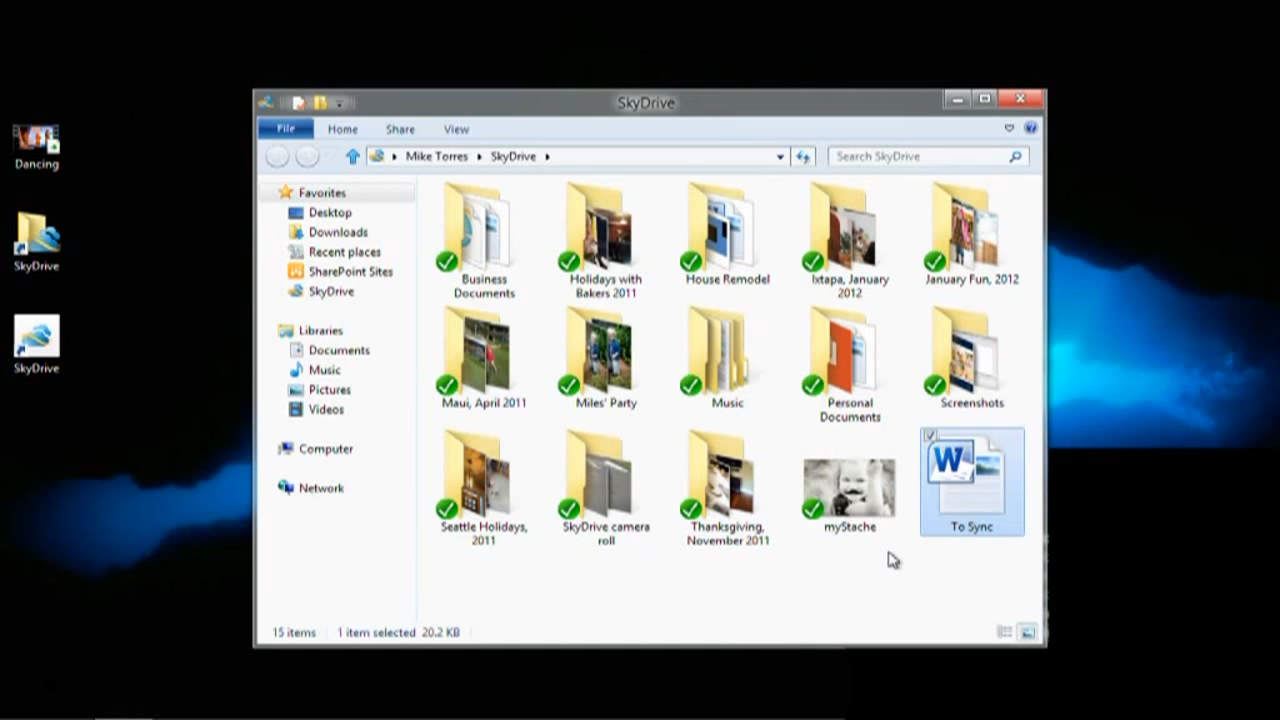 SkyDrive
File Home Share View
Mike Torres SkyDrive
Search SkyDrive
Dancing
SkyDrive
SkyDrive
Favorites
Desktop
Downloads
Recent places
SharePoint Sites
SkyDrive
Libraries
Documents
Music
Pictures
Videos
Computer
Network
Business
Documents
Holidays with
Bakers 2011
House Remodel
Ixtapa, January
2012
January Fun, 2012
Maui, April 2011
Miles' Party
Music
Personal
Documents
Screenshots
Seattle Holidays,
2011
SkyDrive camera
roll
Thanksgiving,
November 2011
myStache
W
To Sync
15 items 1 item selected 20.2 KB